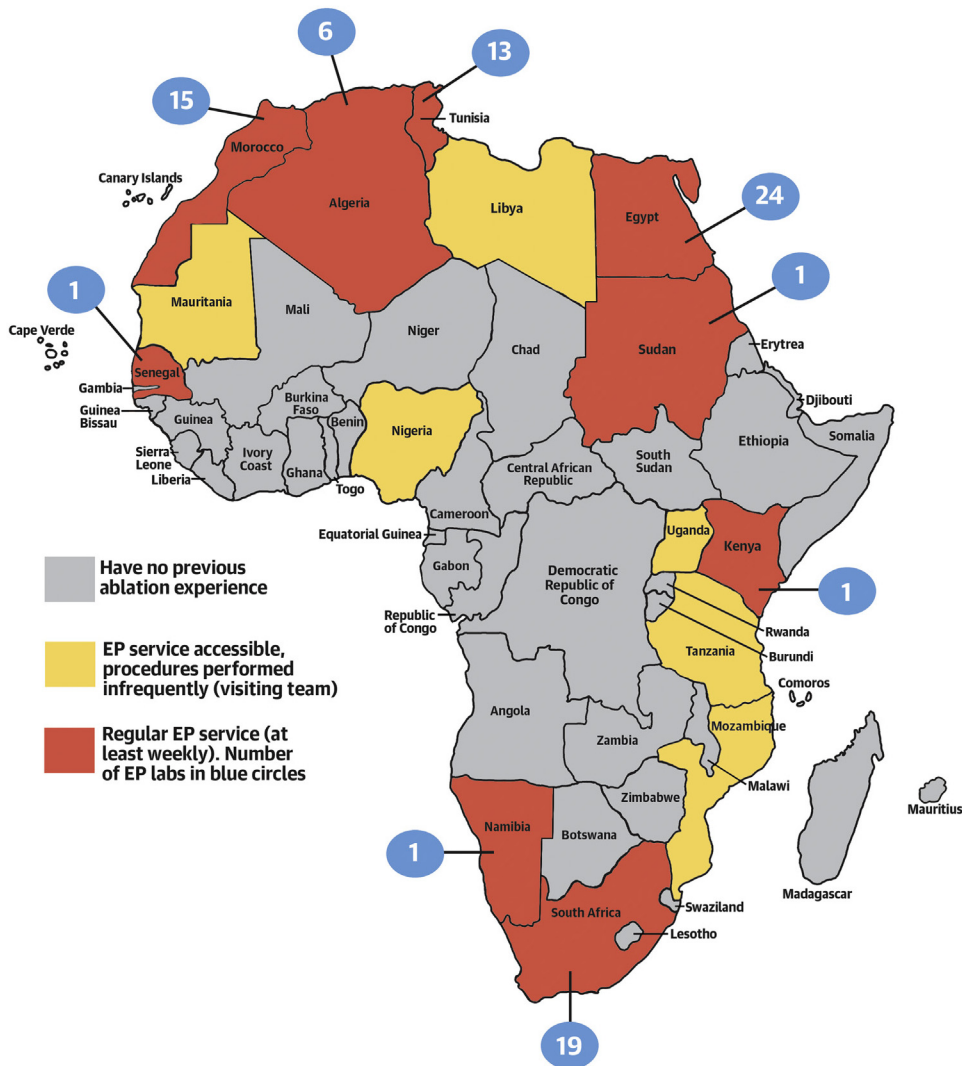 6
13
15
Tunisia
Morocco
Canary Islands
Algeria
Libya
Egypt
24
1
1
Mauritania
Mali
Niger
Chad
Sudan
Cape Verde
Senegal
Erytrea
Gambia
Guinea
Bissau
Guinea
Burkina
Faso
Benin
Nigeria
Djibouti
Ethiopia
Somalia
Sierra
Leone
Ivory
Coast
Ghana
Liberia
Togo
Central African
Republic
South
Sudan
Cameroon
Equatorial Guinea
Uganda
Kenya
Gabon
Democratic
Republic of
Congo
1
Republic
of Congo
Rwanda
Burundi
Tanzania
Comoros
Have no previous
ablation experience
EP service accessible,
procedures performed
infrequently (visiting team)
Regular EP service (at
least weekly). Number
of EP labs in blue circles
Angola
Zambia
Mozambique
Malawi
Zimbabwe
Mauritius
Namibia
Botswana
1
Madagascar
South Africa
Swaziland
Lesotho
19